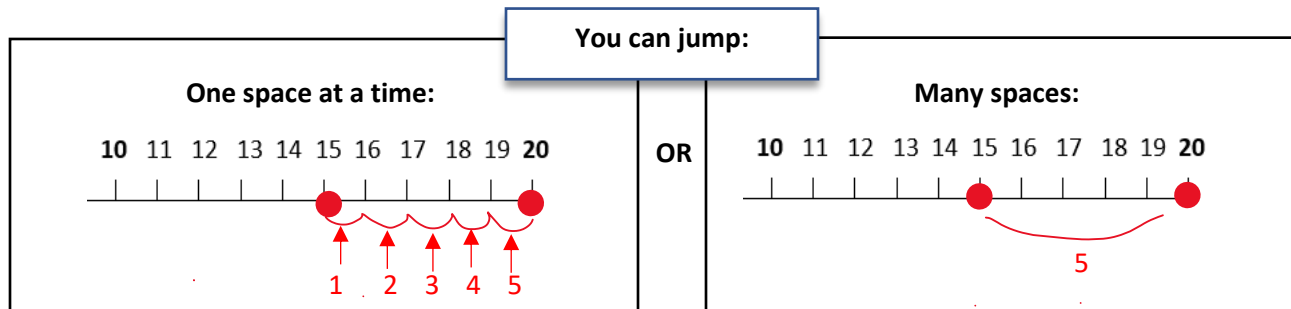 You can jump:
One space at a time:
10 11 12 13 14 15 16 17 18 19 20
1 2 3 4 5
OR
Many spaces:
10 11 12 13 14 15 16 17 18 19 20
5